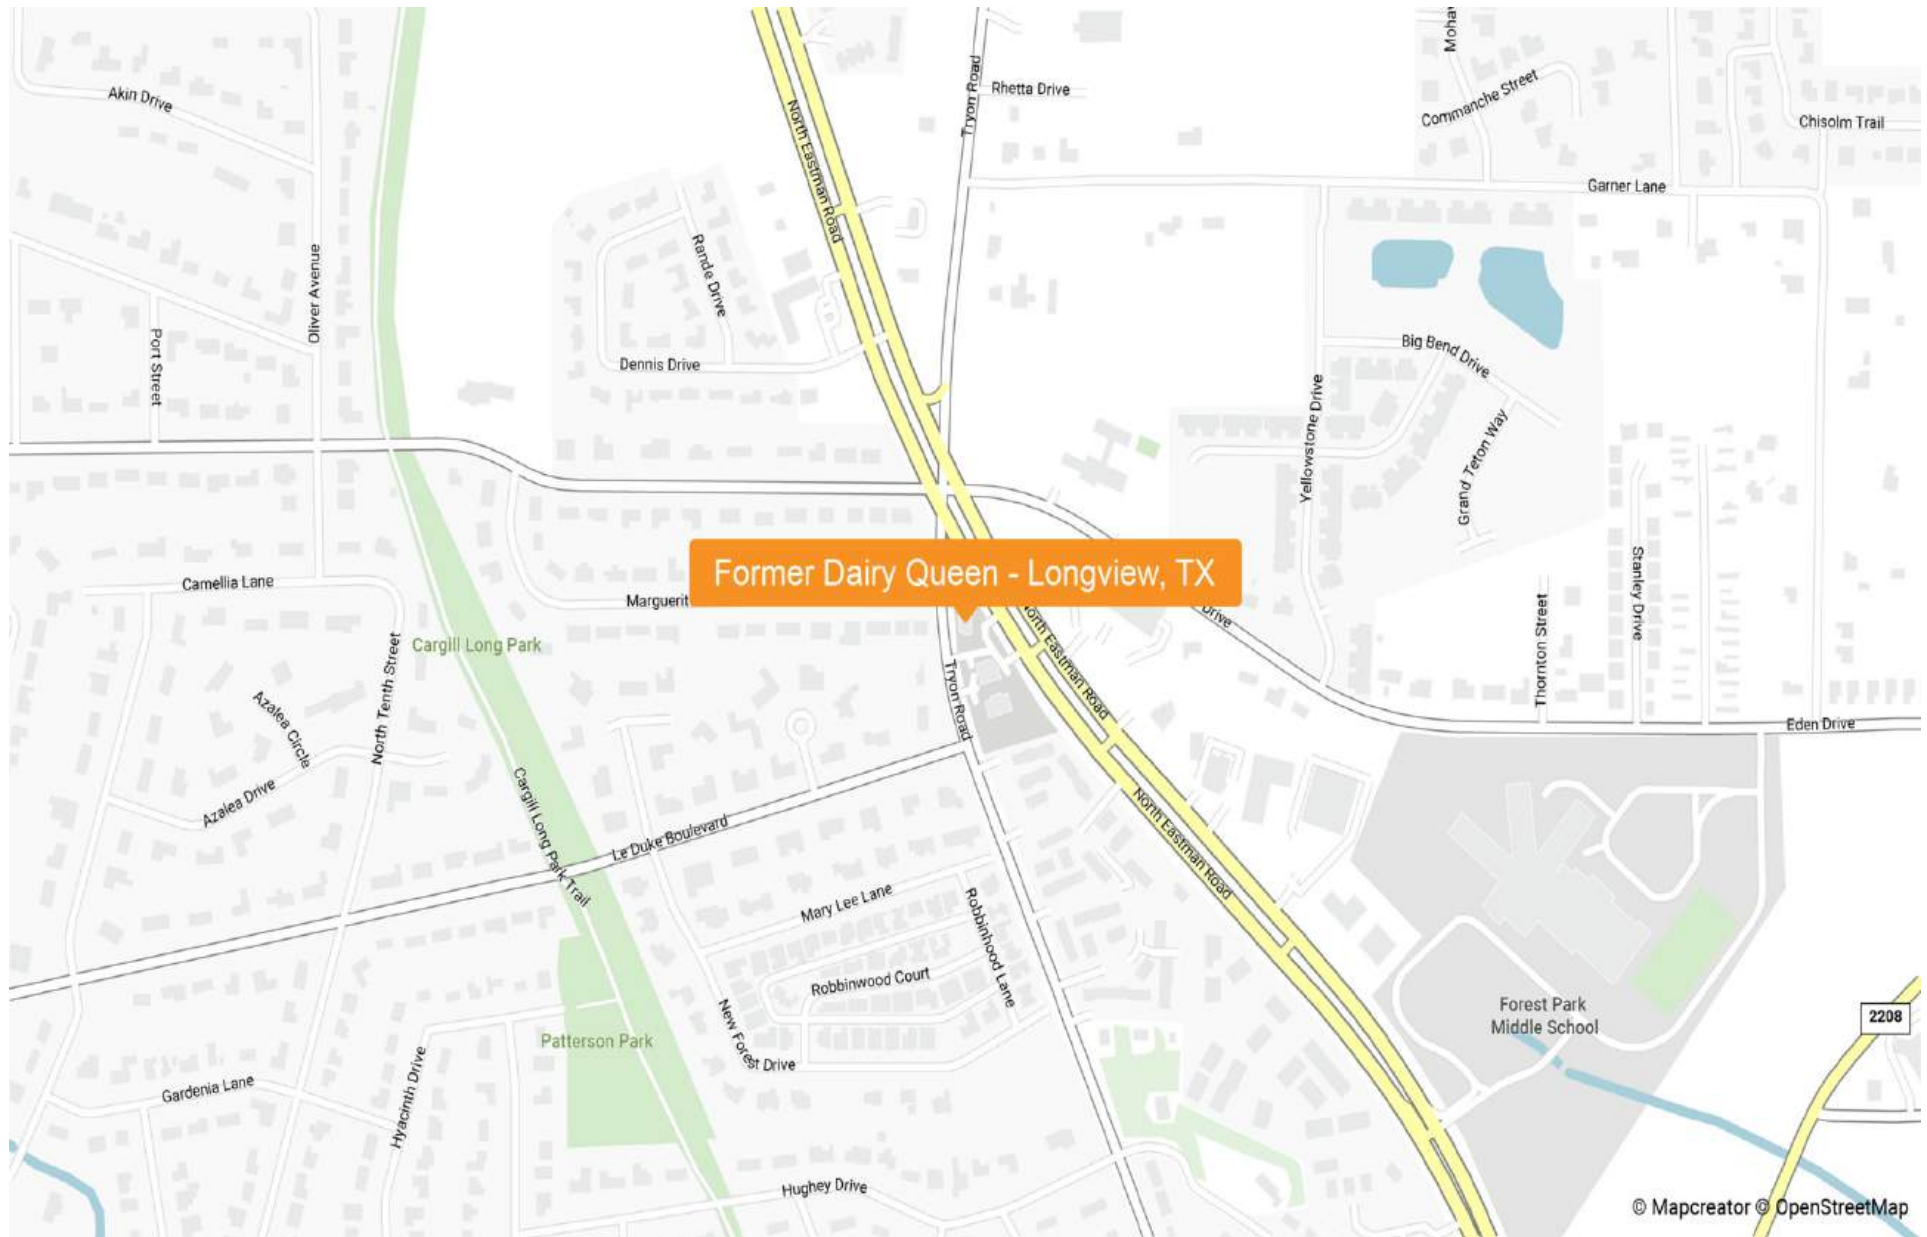 Moha
Akin Drive
Tryon Road
Rhetta Drive
Commanche Street
Chisolm Trail
North Eastman Road
Garner Lane
Oliver Avenue
Rande Drive
Port Street
Dennis Drive
Big Bend Drive
Yellowstone Drive
Grand Teton Way
Former Dairy Queen - Longview, TX
Camellia Lane
Marguerit
Drive
Stanley Drive
Thornton Street
Cargill Long Park
North Tenth Street
Tryon Road
North Eastman Road
Azalea Circle
Eden Drive
Azalea Drive
Cargill Long Park Trail
Le Duke Boulevard
North Eastman Road
Mary Lee Lane
Robbinhood Lane
Robbinwood Court
Forest Park
Middle School
2208
New Forest Drive
Patterson Park
Gardenia Lane
Hyacinth Drive
Hughey Drive
© Mapcreator © OpenStreetMap